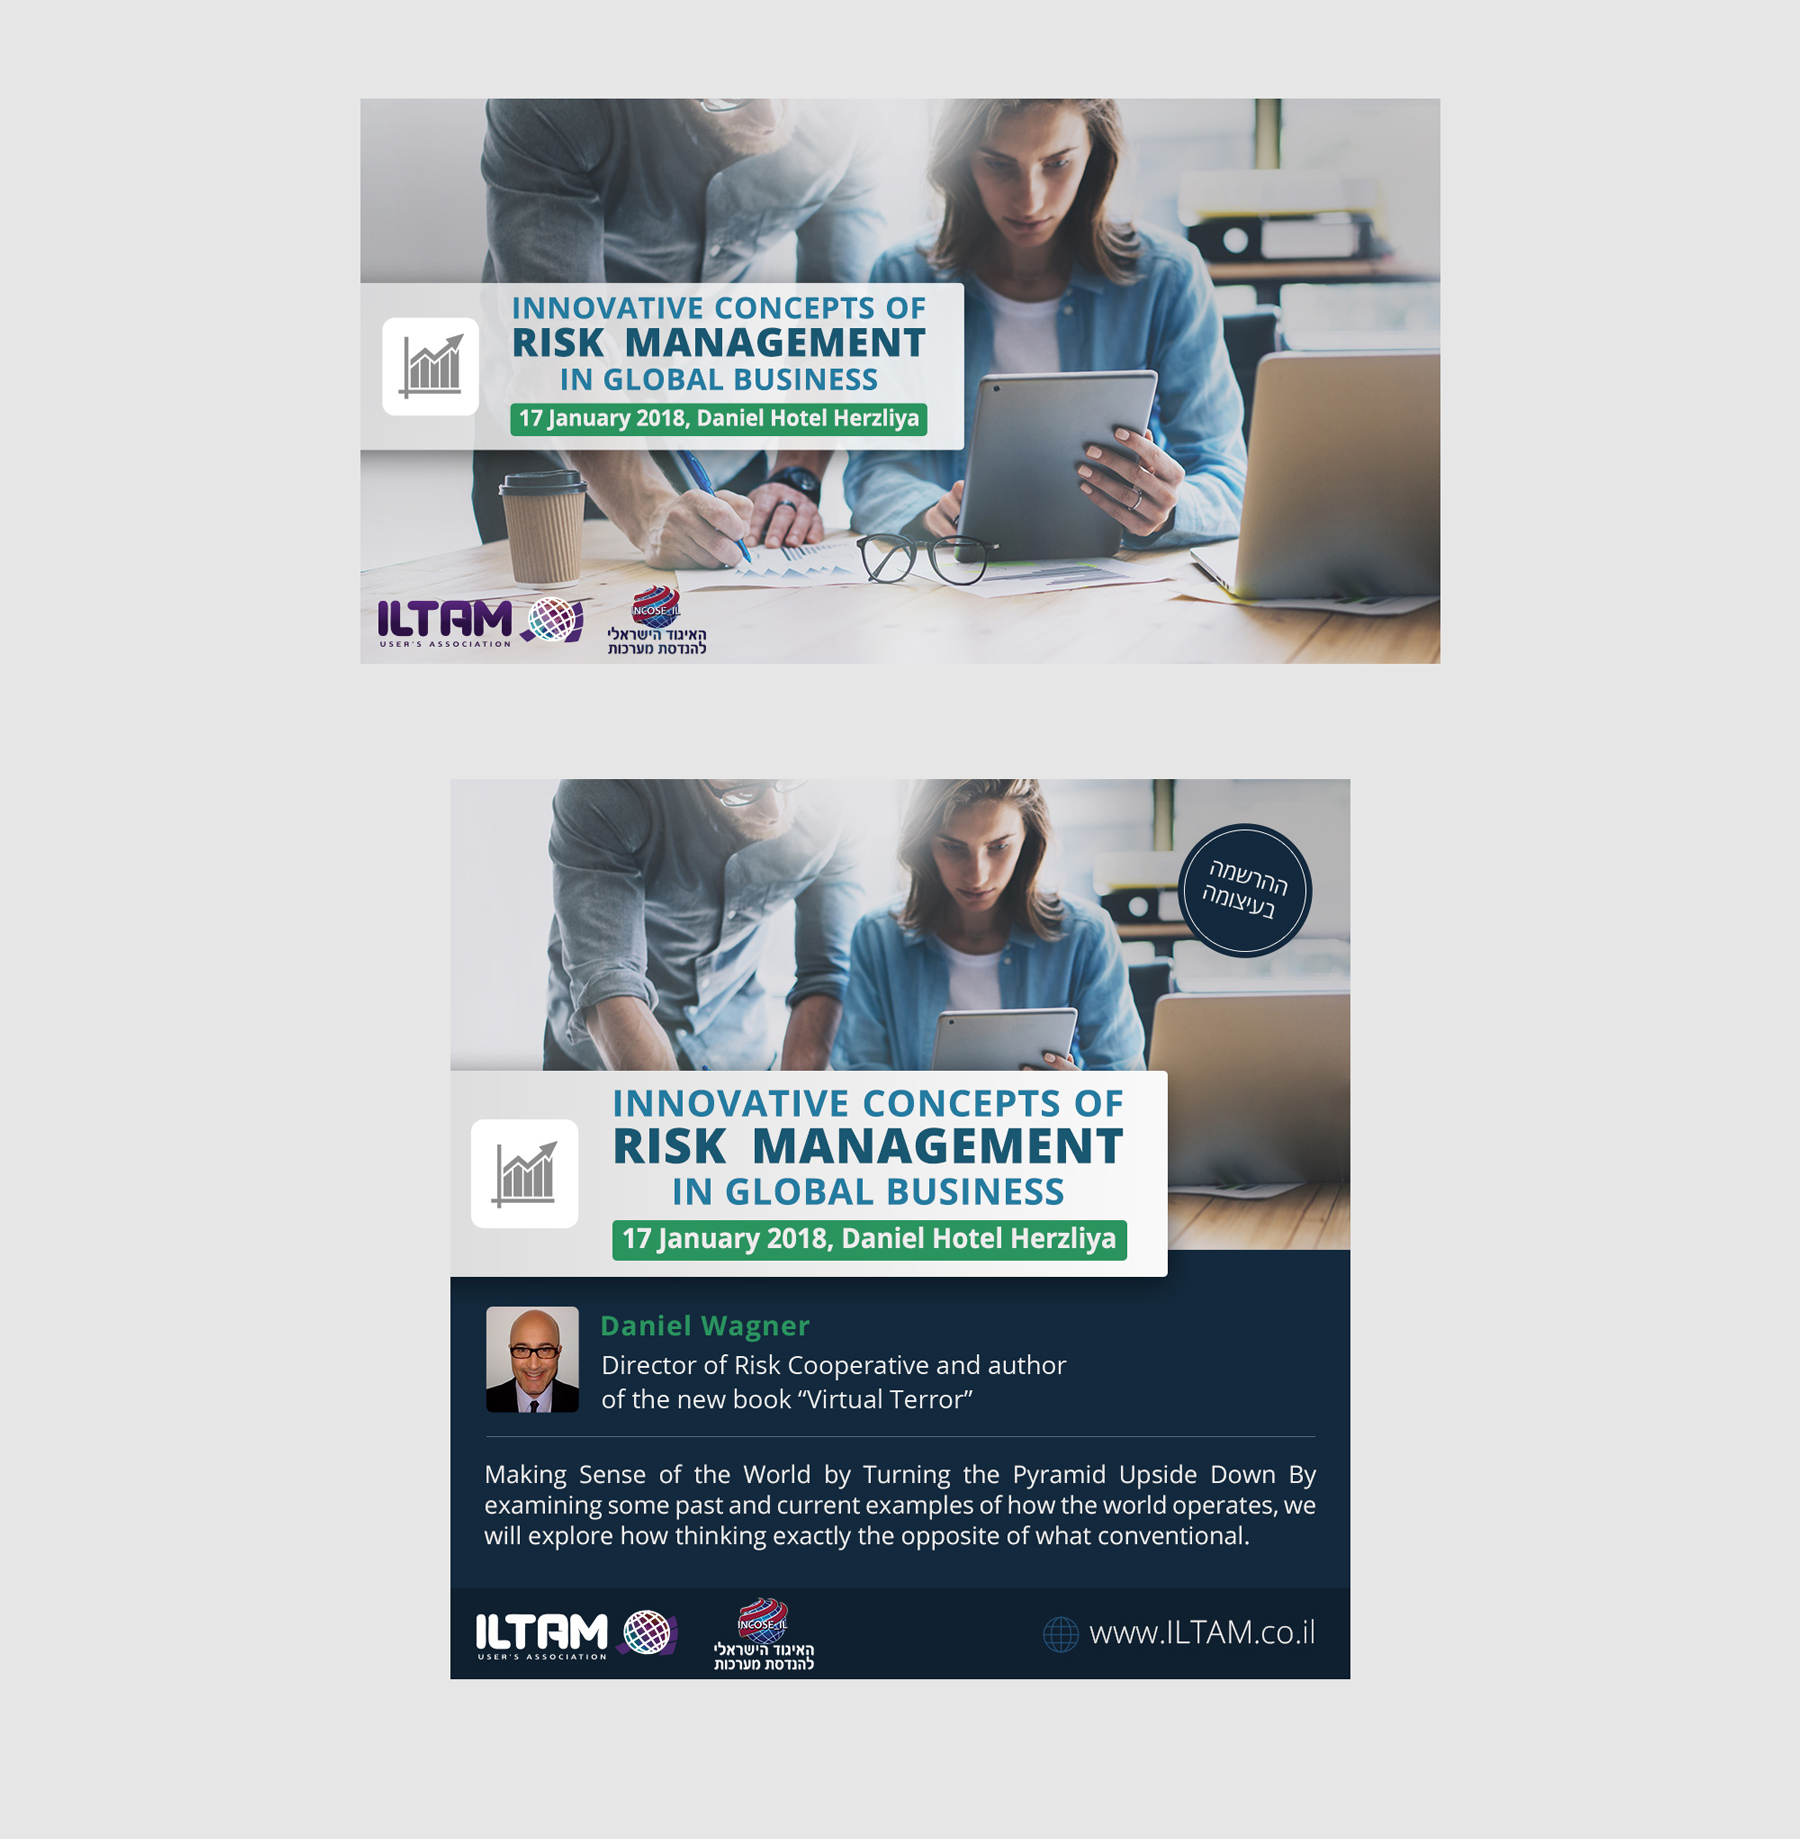 INNOVATIVE CONCEPTS OF
RISK MANAGEMENT
IN GLOBAL BUSINESS
17 January 2018, Daniel Hotel Herzliya
ILTAM
USER'S ASSOCIATION
INCOSE_IL
האיגוד הישראלי
להנדסת מערכות
ההרשמה
בעיצומה
INNOVATIVE CONCEPTS OF
RISK MANAGEMENT
IN GLOBAL BUSINESS
17 January 2018, Daniel Hotel Herzliya
Daniel Wagner
Director of Risk Cooperative and author
of the new book “Virtual Terror”
Making Sense of the World by Turning the Pyramid Upside Down By
examining some past and current examples of how the world operates, we
will explore how thinking exactly the opposite of what conventional.
ILTAM
USER'S ASSOCIATION
INCOSE_IL
האיגוד הישראלי
להנדסת מערכות
www.ILTAM.co.il